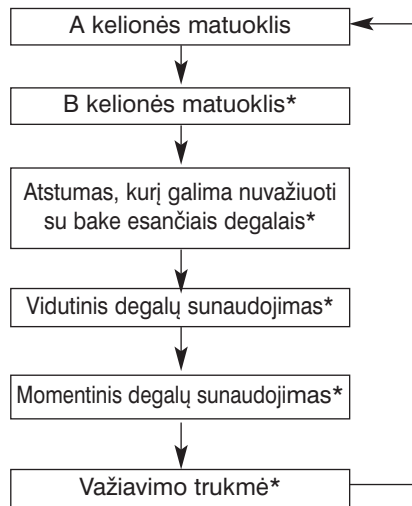 A kelionės matuoklis
B kelionės matuoklis*
Atstumas, kurį galima nuvažiuoti
su bake esančiais degalais*
Vidutinis degalų sunaudojimas*
Momentinis degalų sunaudojimas*
Važiavimo trukmė*